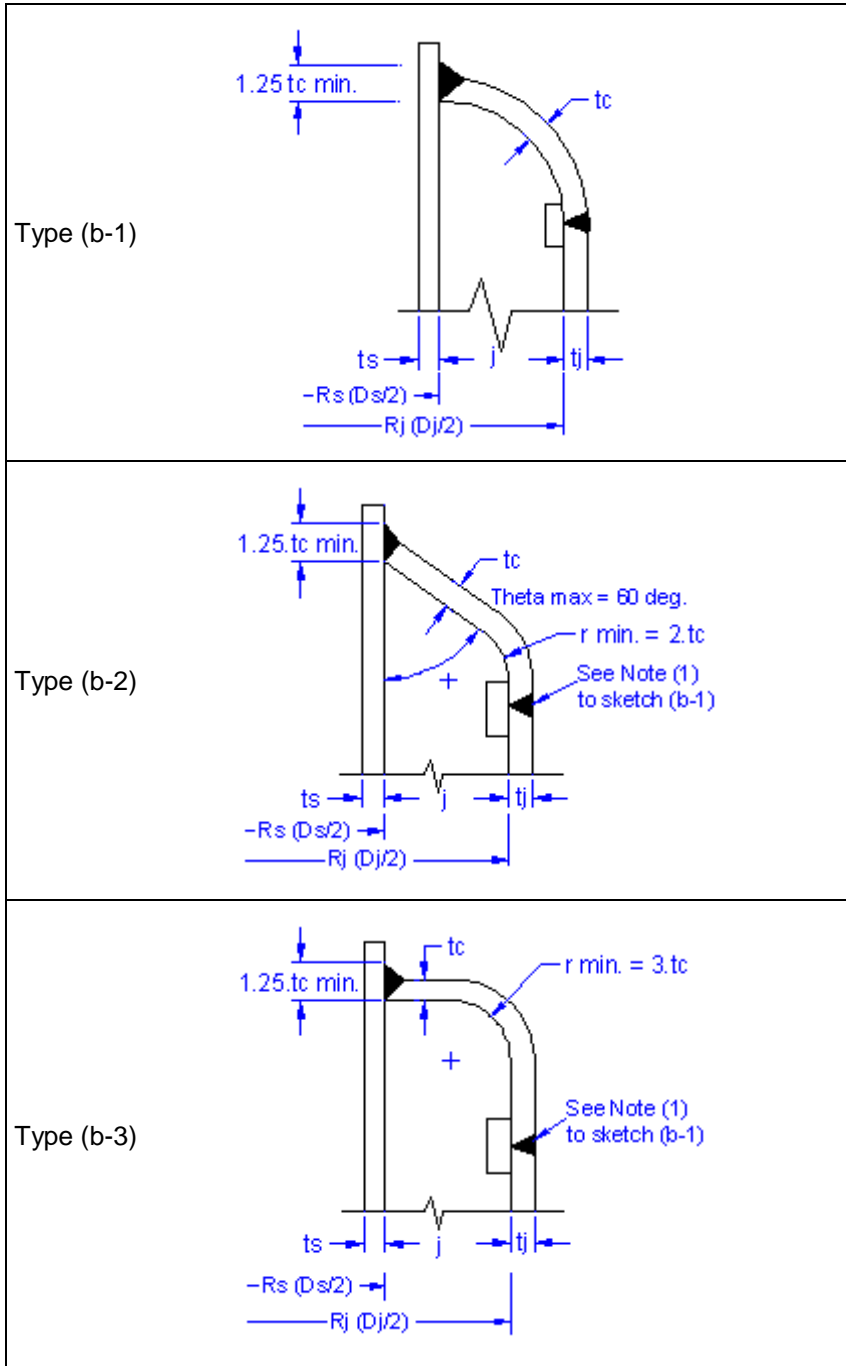 1.25 tc min.
tc
Type (b-1)
ts
j
tj
Rs (Ds/2)
Rj (Dj/2)
1.25.tc min.
tc
Theta max = 60 deg.
r min. = 2.tc
Type (b-2)
See Note (1)
to sketch (b-1)
ts
j
tj
Rs (Ds/2)
Rj (Dj/2)
tc
r min. = 3.tc
1.25.tc min.
Type (b-3)
See Note (1)
to sketch (b-1)
ts
j
tj
Rs (Ds/2)
Rj (Dj/2)